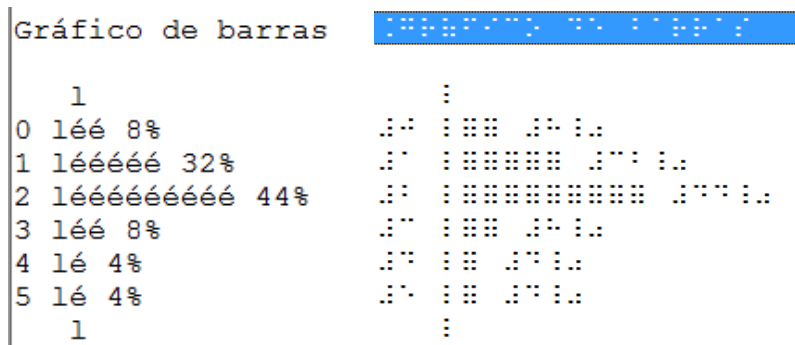 Gráfico de barras ⠨⠛⠗⠷⠋⠊⠉⠕ ⠙⠑ ⠃⠁⠗⠗⠁⠎
l ⠇
0 léé 8% ⠼⠚ ⠇⠿⠿ ⠼⠓⠸⠴
1 lééééé 32% ⠼⠁ ⠇⠿⠿⠿⠿⠿ ⠼⠉⠃⠸⠴
2 lééééééééé 44% ⠼⠃ ⠇⠿⠿⠿⠿⠿⠿⠿⠿⠿ ⠼⠙⠙⠸⠴
3 léé 8% ⠼⠉ ⠇⠿⠿ ⠼⠓⠸⠴
4 lé 4% ⠼⠙ ⠇⠿ ⠼⠙⠸⠴
5 lé 4% ⠼⠑ ⠇⠿ ⠼⠙⠸⠴
l ⠇